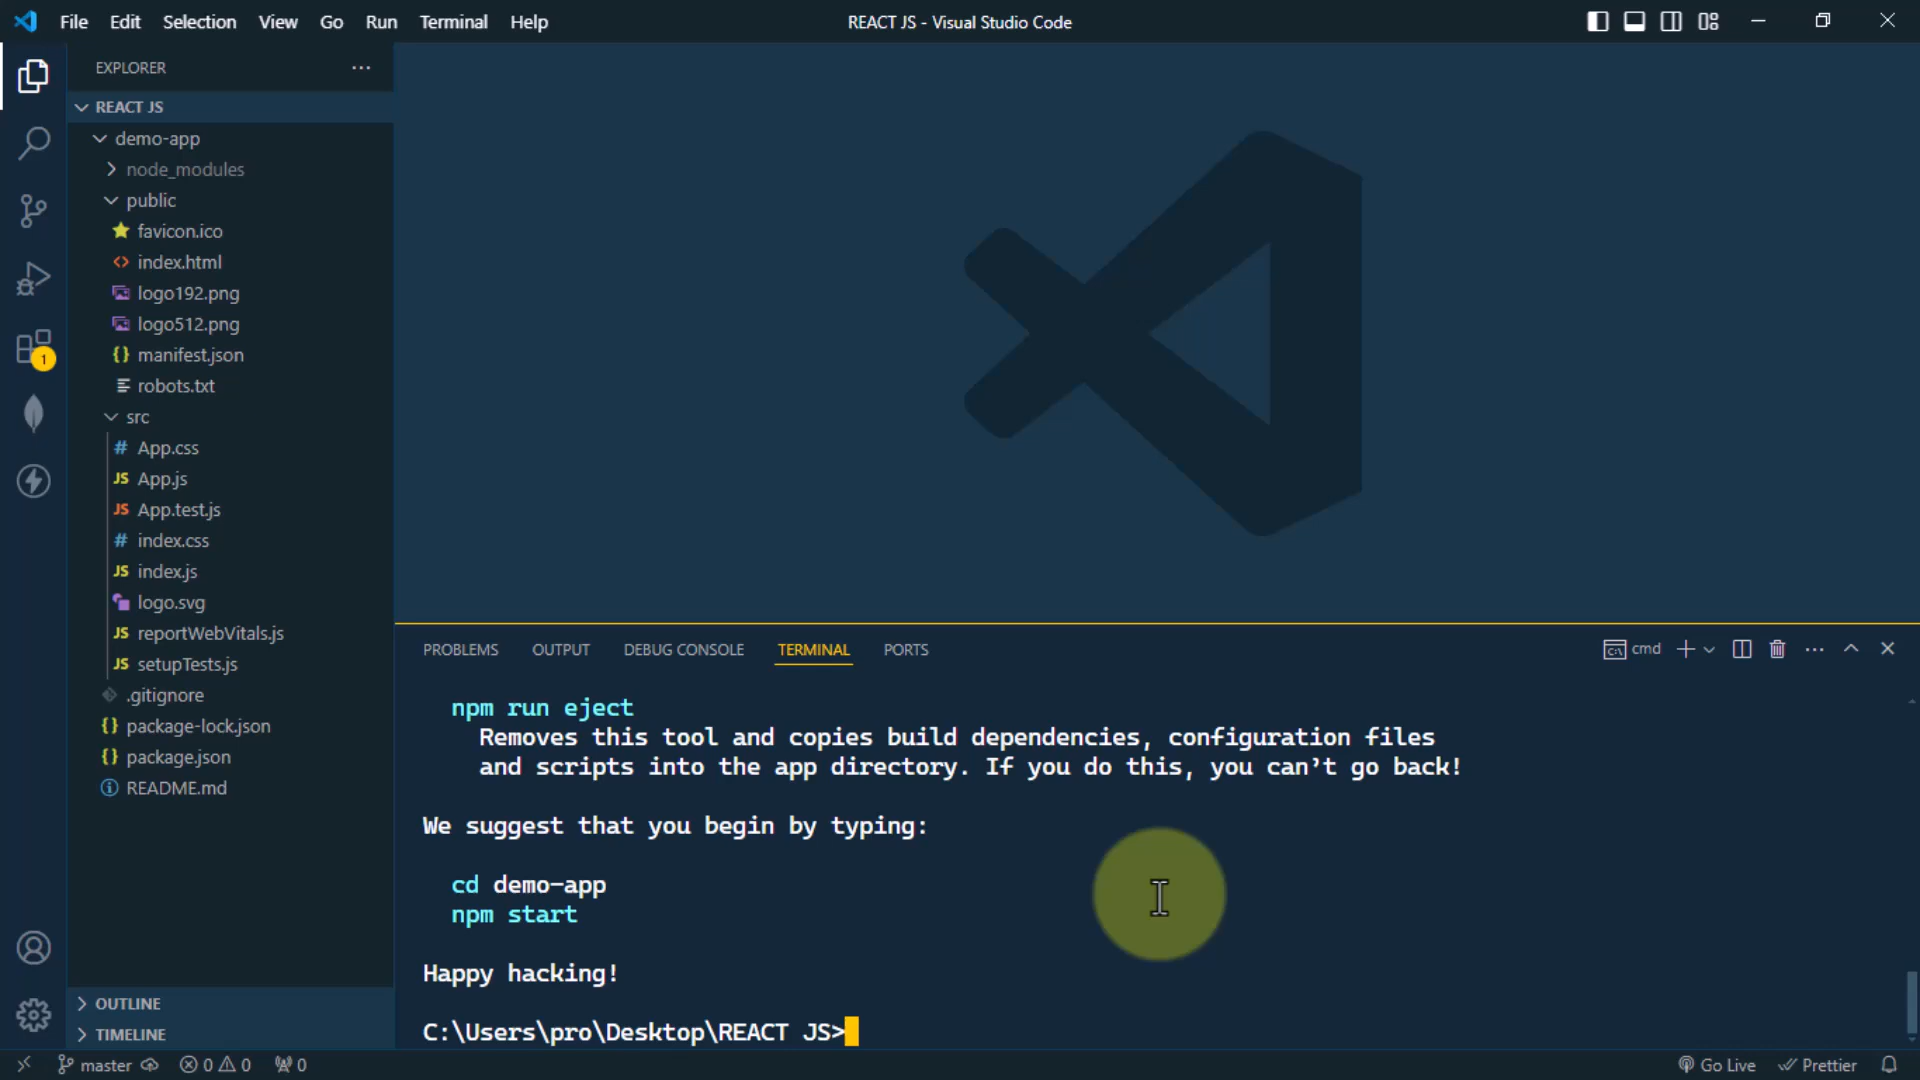 File Edit Selection View Go Run Terminal Help
REACT JS - Visual Studio Code
EXPLORER
REACT JS
demo-app
node_modules
public
favicon.ico
index.html
logo192.png
logo512.png
manifest.json
robots.txt
src
App.css
App.js
App.test.js
index.css
index.js
logo.svg
reportWebVitals.js
setupTests.js
.gitignore
package-lock.json
package.json
README.md
OUTLINE
TIMELINE
1
PROBLEMS OUTPUT DEBUG CONSOLE TERMINAL PORTS
cmd
npm run eject
Removes this tool and copies build dependencies, configuration files
and scripts into the app directory. If you do this, you can't go back!
We suggest that you begin by typing:
cd demo-app
npm start
Happy hacking!
C:\Users\pro\Desktop\REACT JS>
master 0 0 0
Go Live Prettier